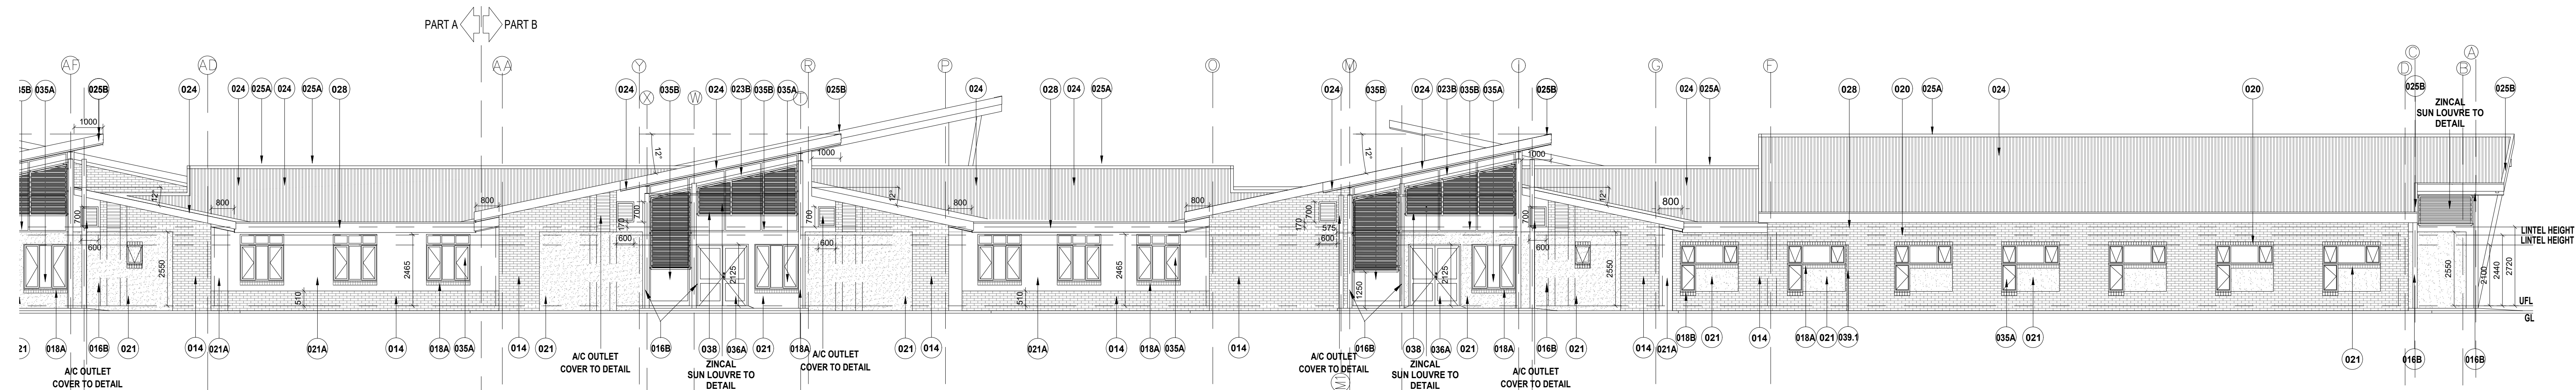 PART A PART B
AF AD AA Y X W R T P O M I G F C D B A
35B 035A 025B 024 024 025A 024 025A 028 024 035B 024 023B 035B 035A 025B 024 028 024 025A 024 035B 024 023B 035B 035A 025B 024 025A 028 020 025A 024 020 025B 025B
ZINCAL
SUN LOUVRE TO
DETAIL
1000 12° 1000 12° 1000
12° 800 800 12° 800 800 12° 800
700 600 2550 510 2465 170 700 600 2125 700 600 510 2465 170 700 575 600 1250 2125 700 600 2550 2550 2100 2440 2720
LINTEL HEIGHT
LINTEL HEIGHT
UFL
GL
21 018A 016B 021 014 021A 021A 014 018A 035A 014 021 016B 038 036A 021 018A 021 014 021A 014 018A 035A 014 016B 038 036A 021 018A 016B 021 014 021A 018B 021 014 018A 021 039.1 035A 021 021 016B 016B
A/C OUTLET
COVER TO DETAIL
A/C OUTLET
COVER TO DETAIL
ZINCAL
SUN LOUVRE TO
DETAIL
A/C OUTLET
COVER TO DETAIL
A/C OUTLET
COVER TO DETAIL
ZINCAL
SUN LOUVRE TO
DETAIL
A/C OUTLET
COVER TO DETAIL